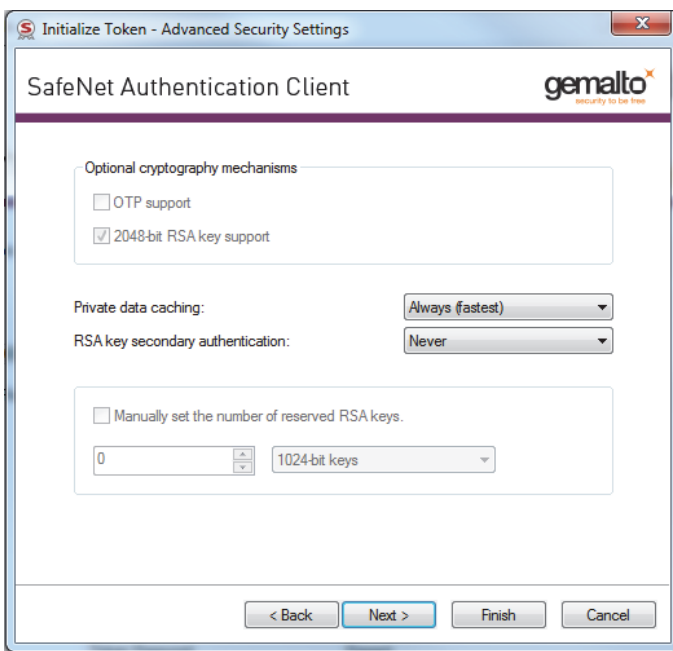 Initialize Token - Advanced Security Settings
SafeNet Authentication Client
gemalto
security to be free
Optional cryptography mechanisms
OTP support
2048-bit RSA key support
Private data caching: Always (fastest)
RSA key secondary authentication: Never
Manually set the number of reserved RSA keys.
0 1024-bit keys
< Back Next > Finish Cancel